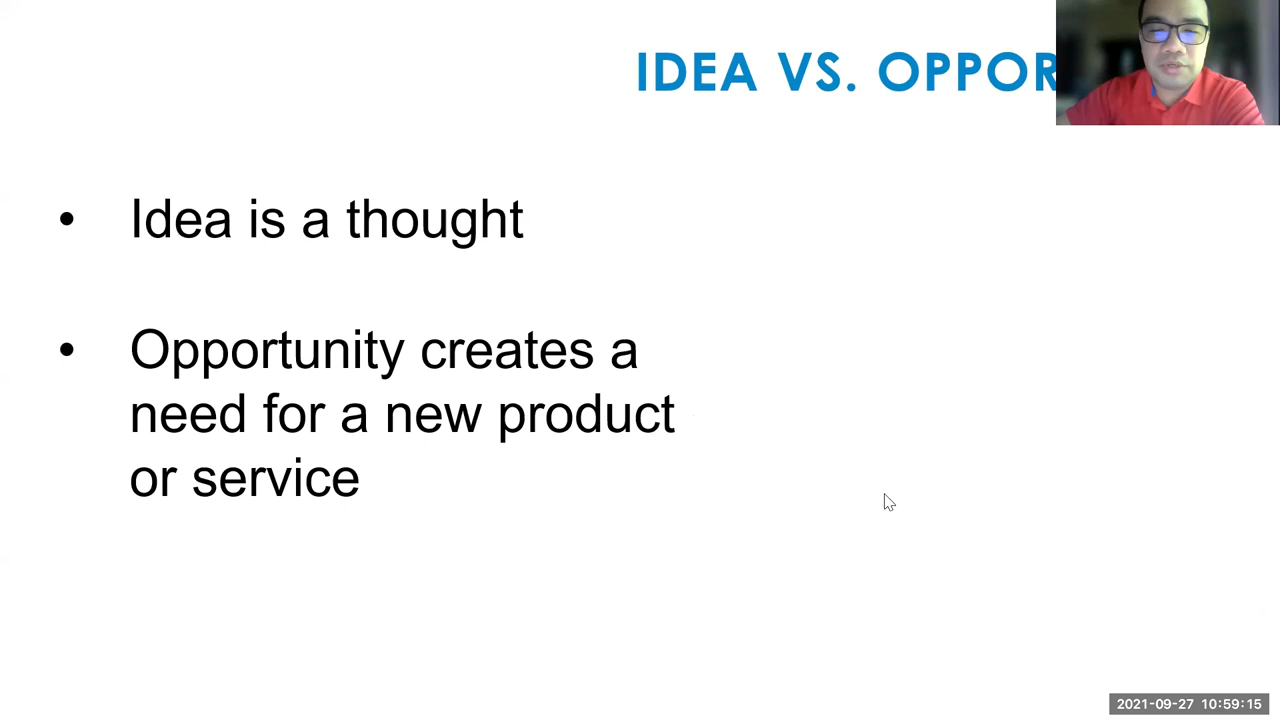 IDEA VS. OPPOR
• Idea is a thought
• Opportunity creates a
need for a new product
or service
2021-09-27 10:59:15